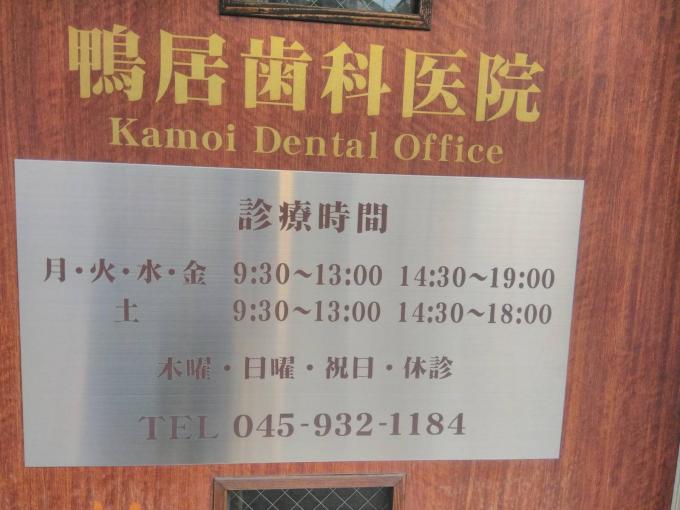 鴨居歯科医院
Kamoi Dental Office
診療時間
月・火・水・金 9:30〜13:00 14:30〜19:00
土 9:30〜13:00 14:30〜18:00
木曜・日曜・祝日・休診
TEL 045-932-1184